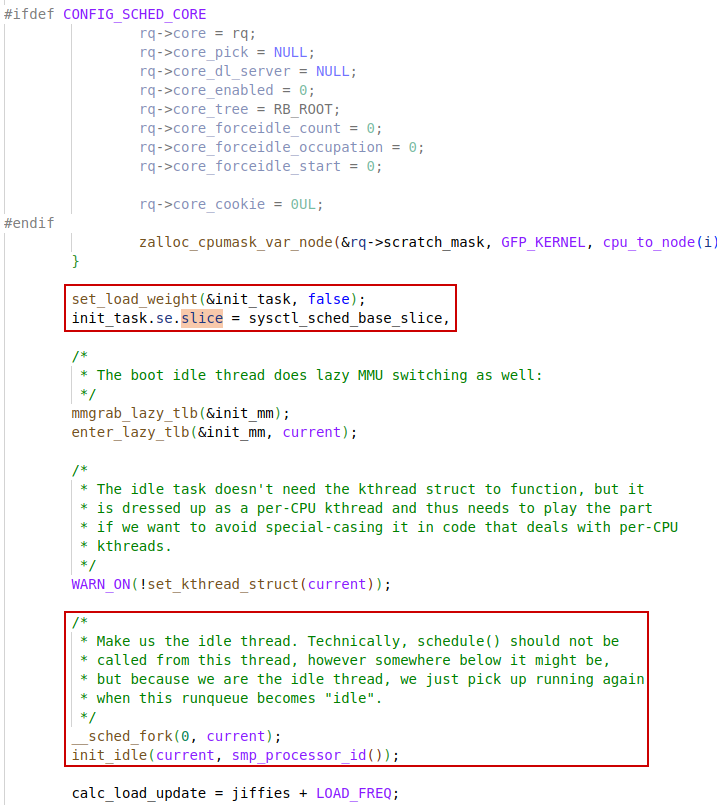 #ifdef CONFIG_SCHED_CORE
rq->core = rq;
rq->core_pick = NULL;
rq->core_dl_server = NULL;
rq->core_enabled = 0;
rq->core_tree = RB_ROOT;
rq->core_forceidle_count = 0;
rq->core_forceidle_occupation = 0;
rq->core_forceidle_start = 0;
rq->core_cookie = 0UL;
#endif
zalloc_cpumask_var_node(&rq->scratch_mask, GFP_KERNEL, cpu_to_node(i)
}
set_load_weight(&init_task, false);
init_task.se.slice = sysctl_sched_base_slice,
/*
* The boot idle thread does lazy MMU switching as well:
*/
mmgrab_lazy_tlb(&init_mm);
enter_lazy_tlb(&init_mm, current);
/*
* The idle task doesn't need the kthread struct to function, but it
* is dressed up as a per-CPU kthread and thus needs to play the part
* if we want to avoid special-casing it in code that deals with per-CPU
* kthreads.
*/
WARN_ON(!set_kthread_struct(current));
/*
* Make us the idle thread. Technically, schedule() should not be
* called from this thread, however somewhere below it might be,
* but because we are the idle thread, we just pick up running again
* when this runqueue becomes "idle".
*/
__sched_fork(0, current);
init_idle(current, smp_processor_id());
calc_load_update = jiffies + LOAD_FREQ;